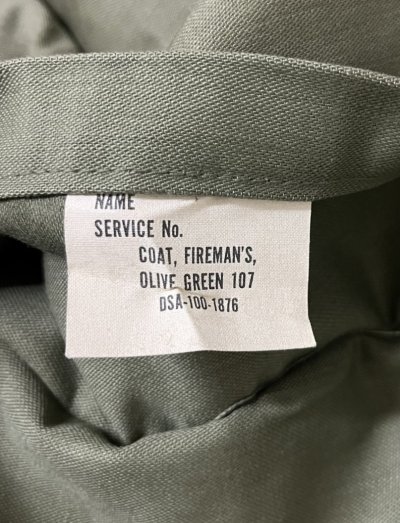 NAME
SERVICE No.
COAT, FIREMAN'S,
OLIVE GREEN 107
DSA-100-1876